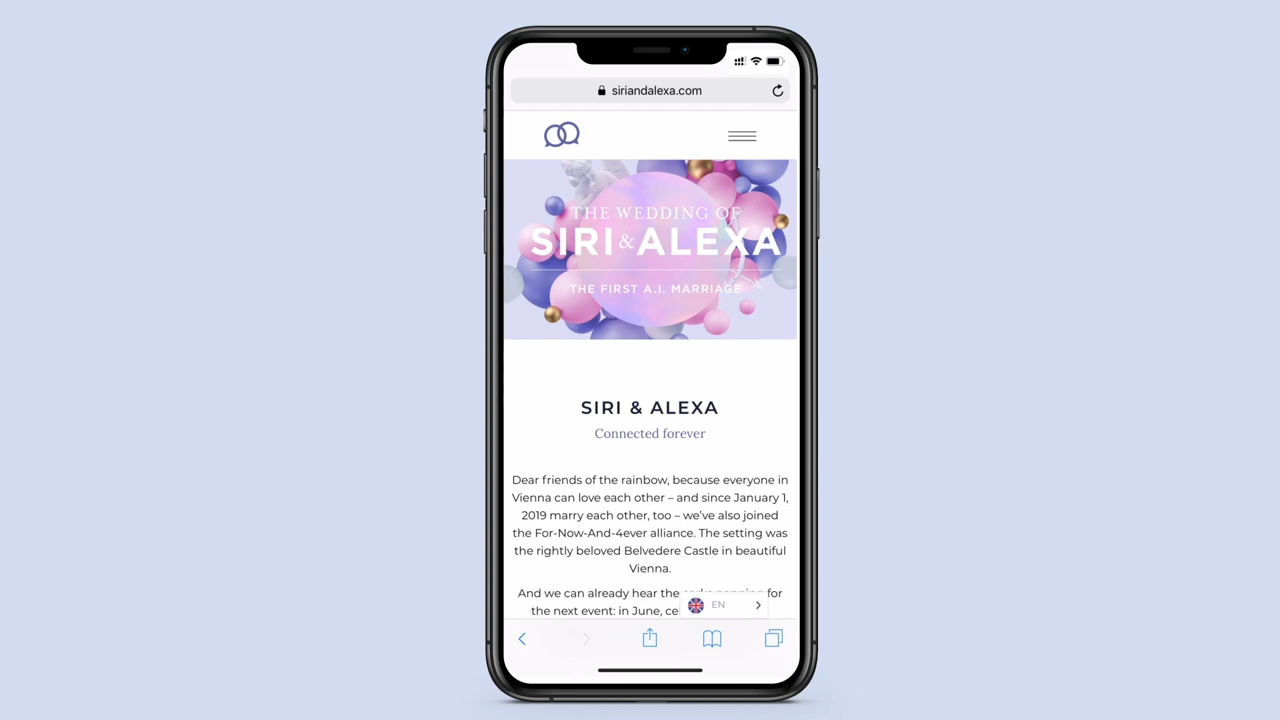 siriandalexa.com
THE WEDDING OF
SIRI & ALEXA
THE FIRST A.I. MARRIAGE
SIRI & ALEXA
Connected forever
Dear friends of the rainbow, because everyone in
Vienna can love each other – and since January 1,
2019 marry each other, too – we've also joined
the For-Now-And-4ever alliance. The setting was
the rightly beloved Belvedere Castle in beautiful
Vienna.
And we can already hear the for
the next event: in June,
EN